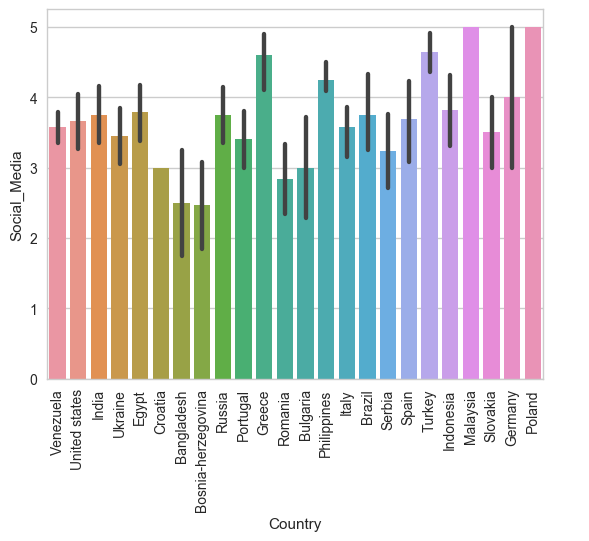 5
4
3
2
1
0
Social_Media
Venezuela
United states
India
Ukraine
Egypt
Croatia
Bangladesh
Bosnia-herzegovina
Russia
Portugal
Greece
Romania
Bulgaria
Philippines
Italy
Brazil
Serbia
Spain
Turkey
Indonesia
Malaysia
Slovakia
Germany
Poland
Country